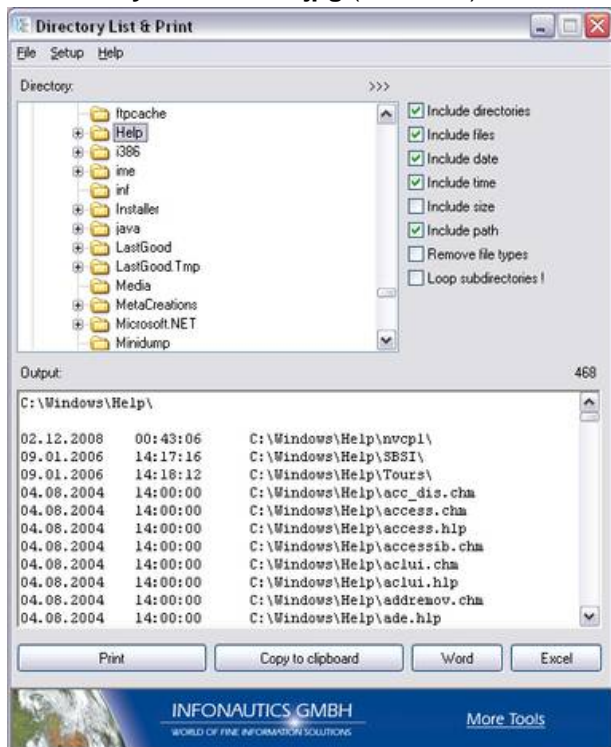 Directory List & Print
File Setup Help
Directory: >>>
ftpcache
Help
i386
ime
inf
Installer
java
LastGood
LastGood.Tmp
Media
MetaCreations
Microsoft.NET
Minidump
Include directories
Include files
Include date
Include time
Include size
Include path
Remove file types
Loop subdirectories !
Output: 468
C:\Windows\Help\
02.12.2008 00:43:06 C:\Windows\Help\nvcpl\
09.01.2006 14:17:16 C:\Windows\Help\SBSI\
09.01.2006 14:18:12 C:\Windows\Help\Tours\
04.08.2004 14:00:00 C:\Windows\Help\acc_dis.chm
04.08.2004 14:00:00 C:\Windows\Help\access.chm
04.08.2004 14:00:00 C:\Windows\Help\access.hlp
04.08.2004 14:00:00 C:\Windows\Help\accessib.chm
04.08.2004 14:00:00 C:\Windows\Help\aclui.chm
04.08.2004 14:00:00 C:\Windows\Help\aclui.hlp
04.08.2004 14:00:00 C:\Windows\Help\addremov.chm
04.08.2004 14:00:00 C:\Windows\Help\ade.hlp
Print Copy to clipboard Word Excel
INFONAUTICS GMBH
WORLD OF FINE INFORMATION SOLUTIONS
More Tools